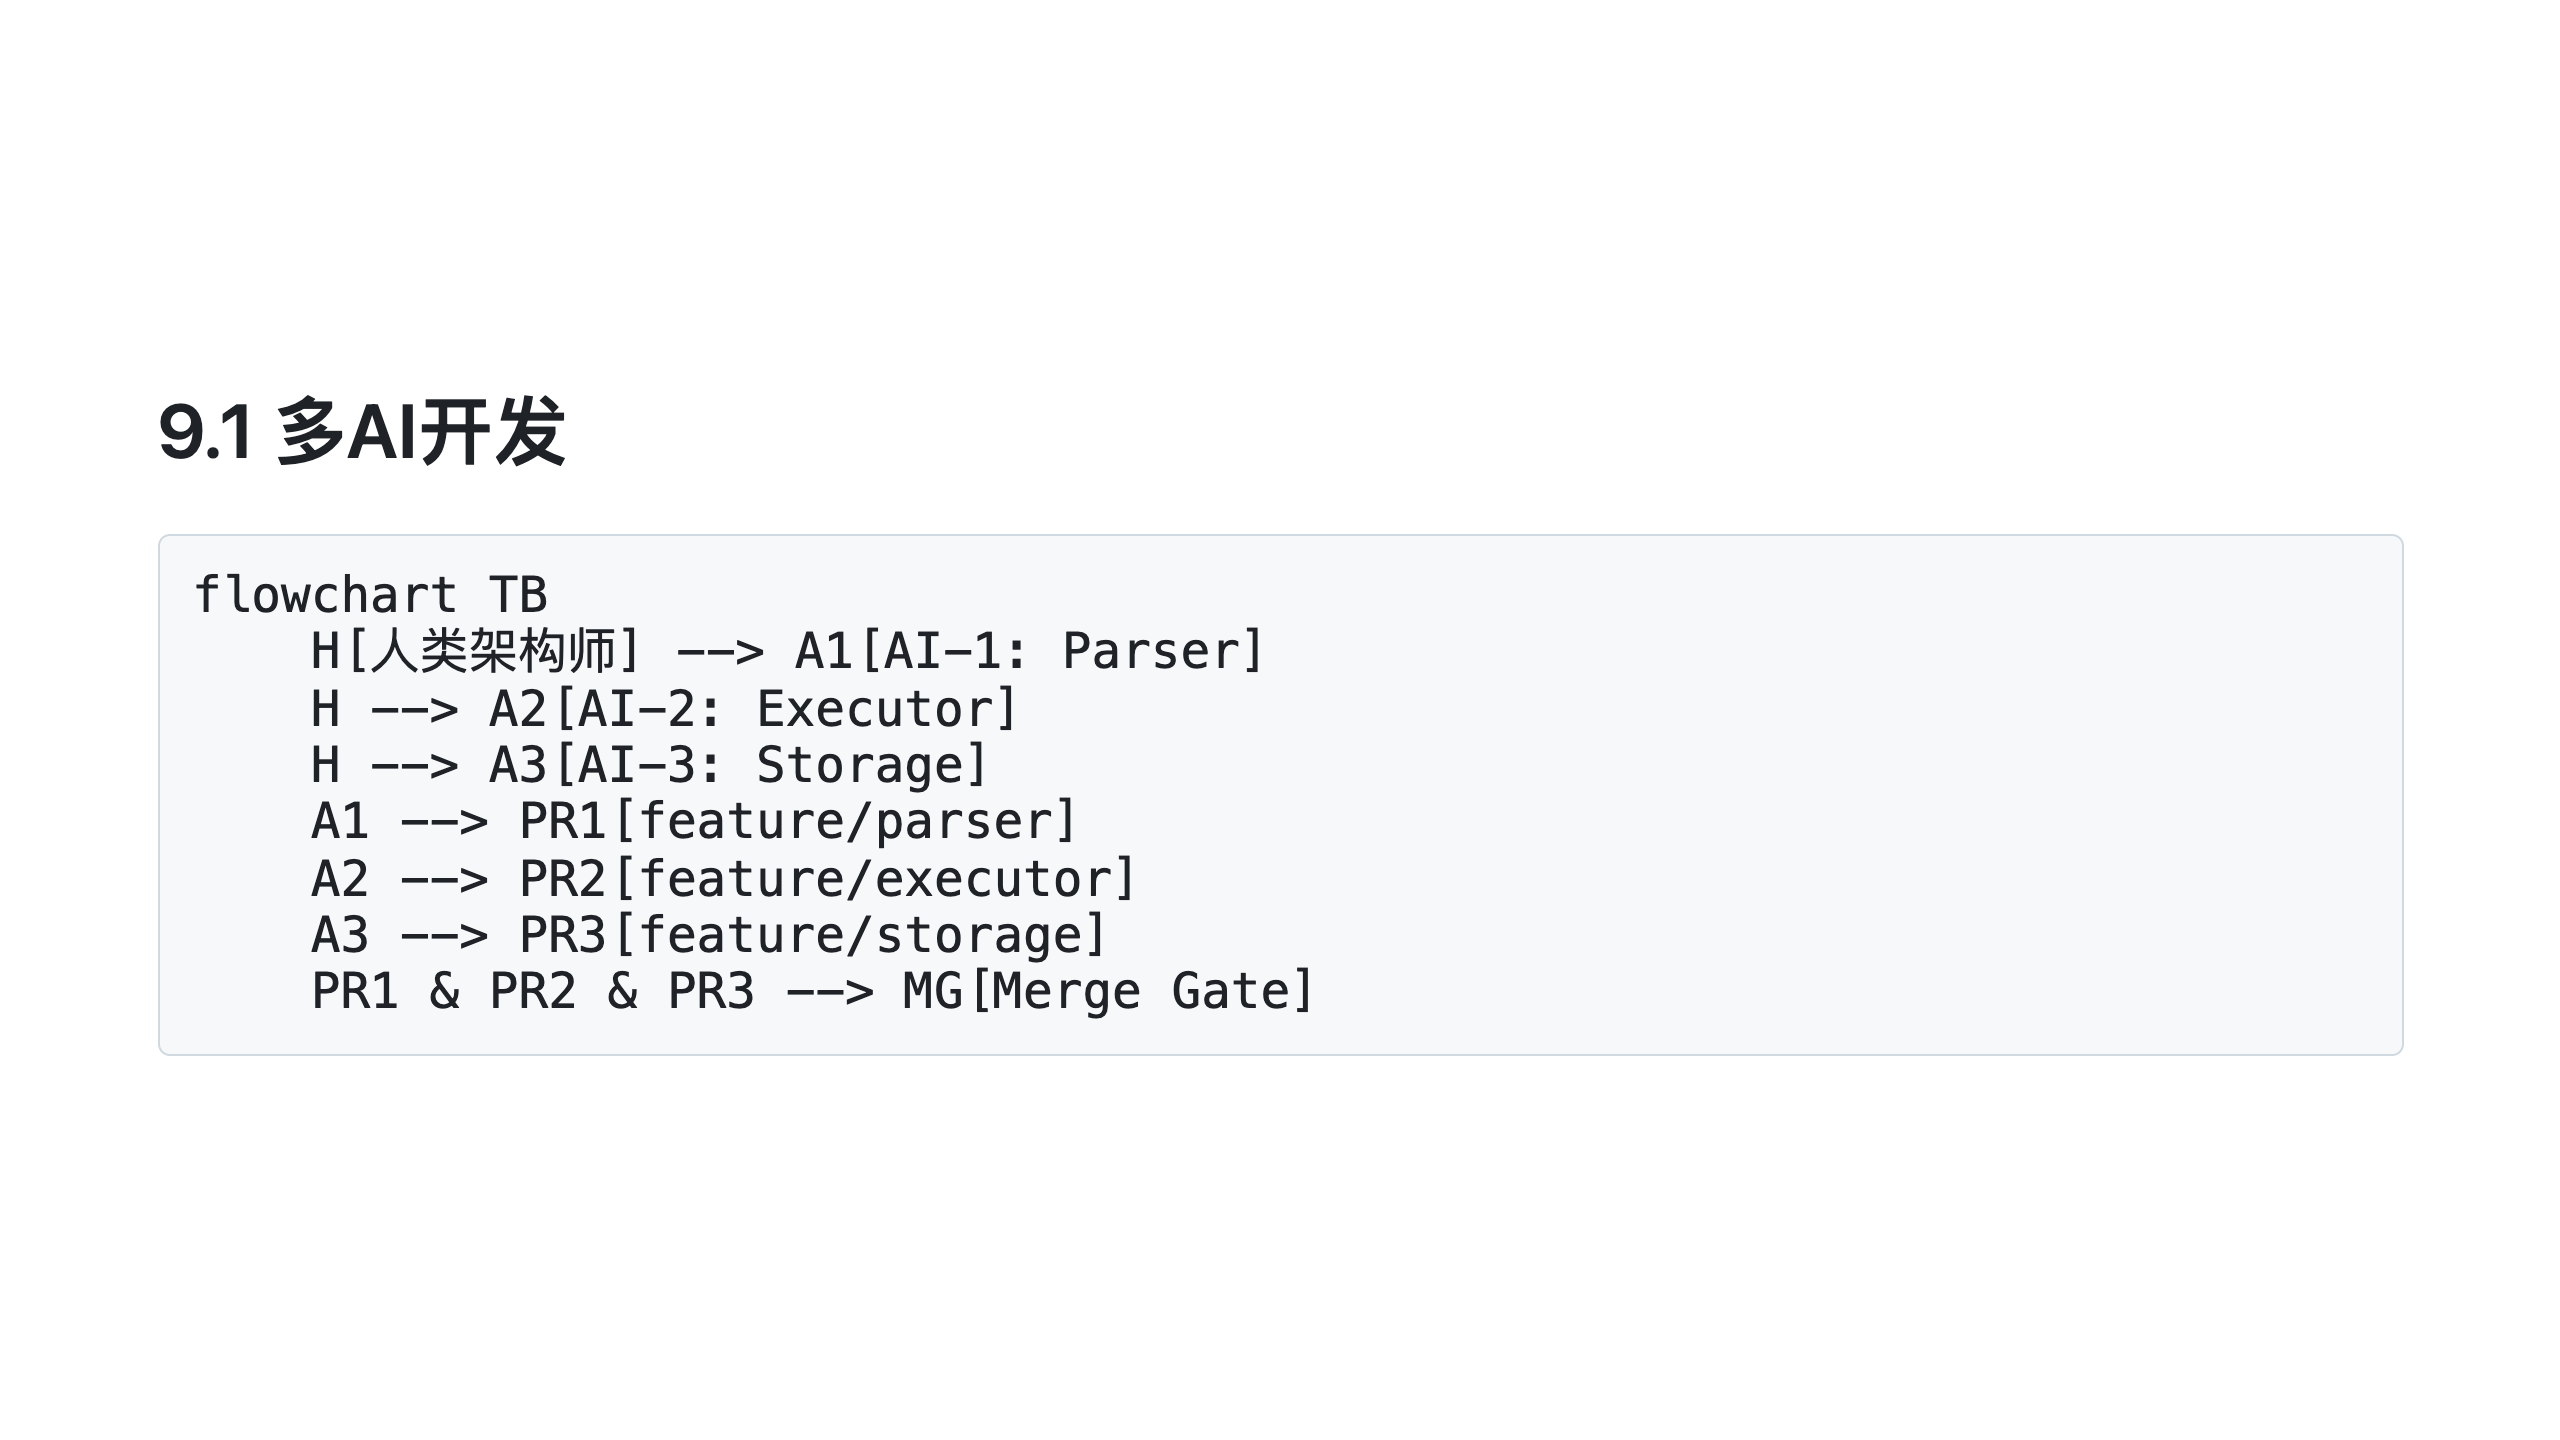 9.1 多AI开发
flowchart TB
    H[人类架构师] --> A1[AI-1: Parser]
    H --> A2[AI-2: Executor]
    H --> A3[AI-3: Storage]
    A1 --> PR1[feature/parser]
    A2 --> PR2[feature/executor]
    A3 --> PR3[feature/storage]
    PR1 & PR2 & PR3 --> MG[Merge Gate]